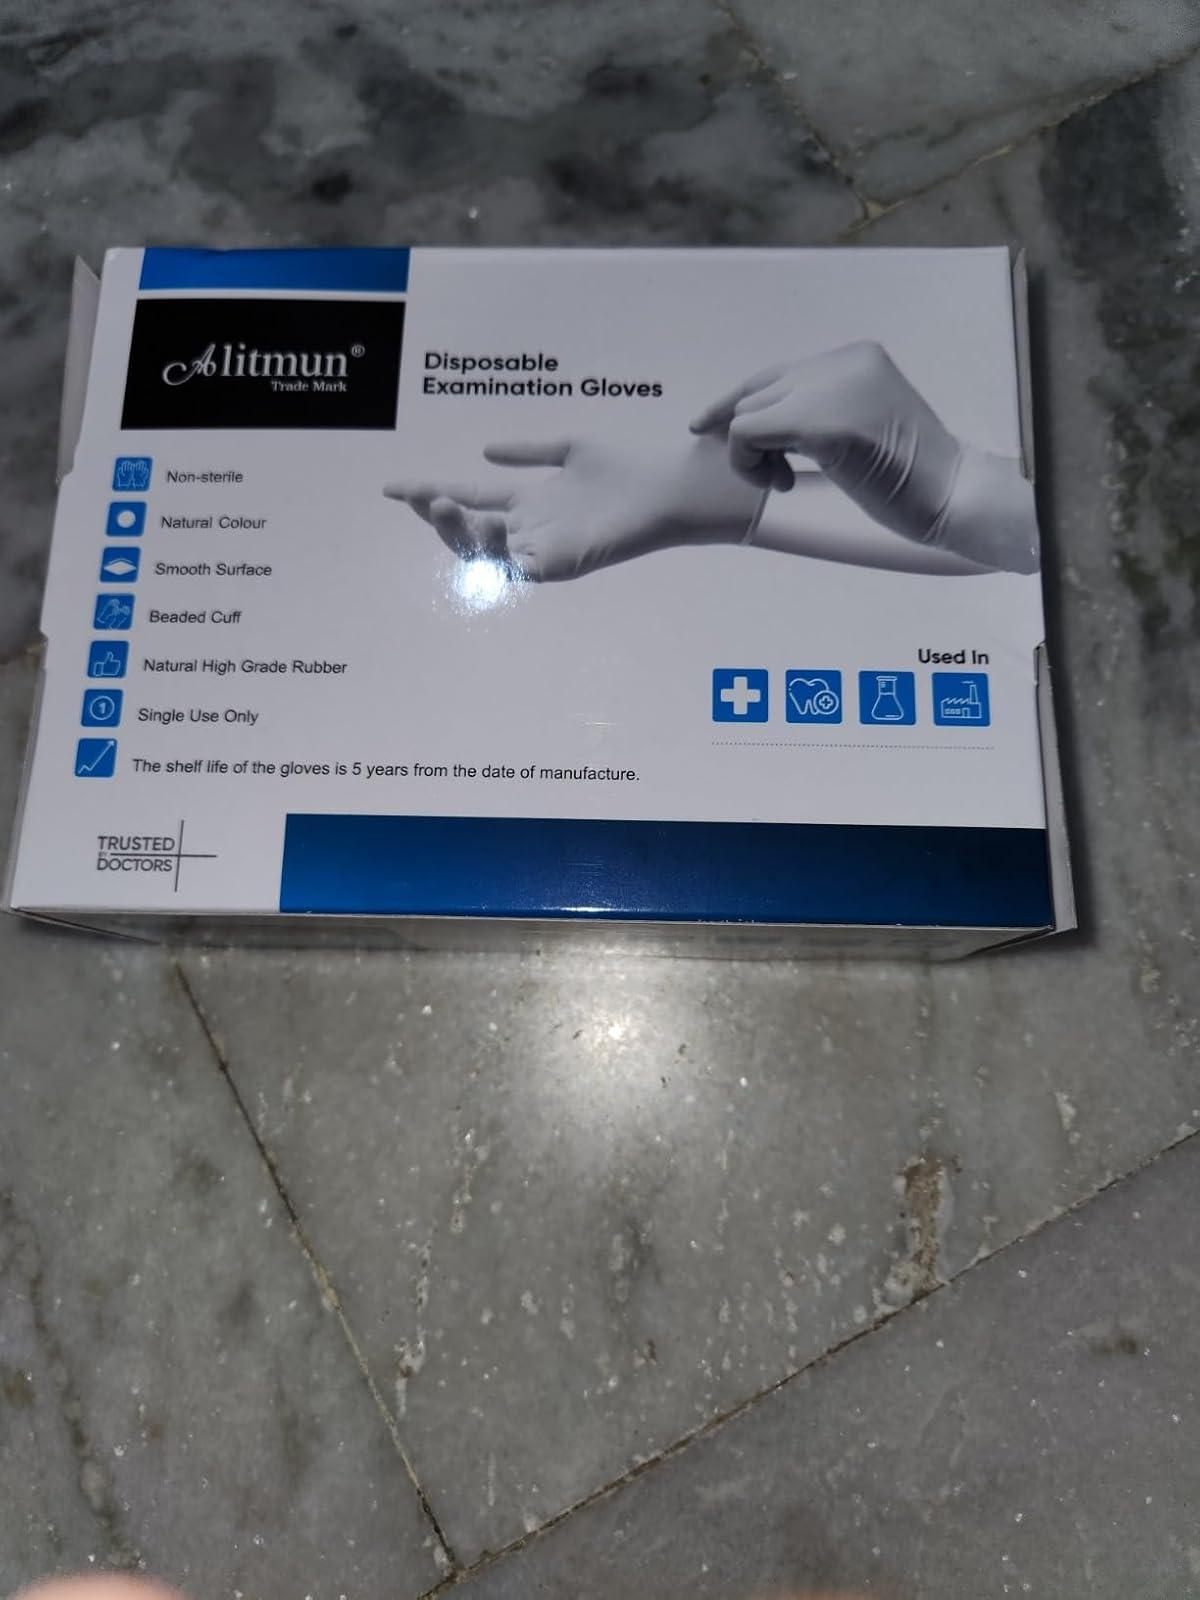 Alitmun®
Trade Mark
Disposable
Examination Gloves
Non-sterile
Natural Colour
Smooth Surface
Beaded Cuff
Natural High Grade Rubber
1
Single Use Only
The shelf life of the gloves is 5 years from the date of manufacture.
Used In
TRUSTED
BY
DOCTORS